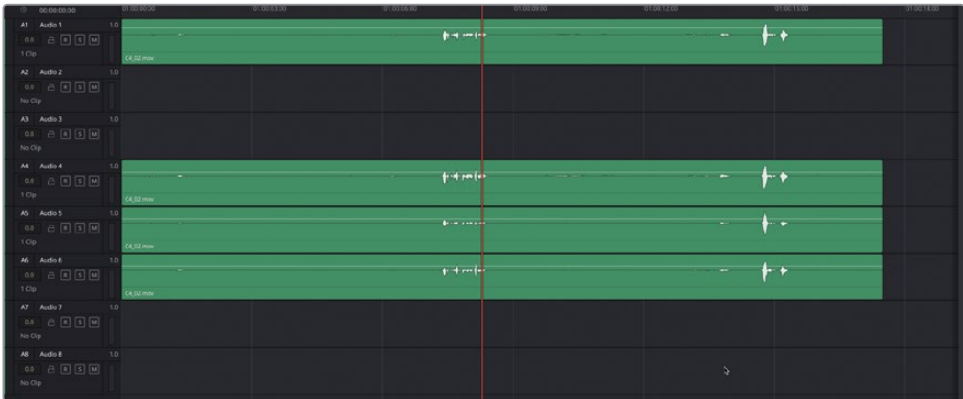 00:00:00:00 01:00:00:00 01:00:03:00 01:00:06:00 01:00:09:00 01:00:12:00 01:00:15:00 01:00:18:00
A1 Audio 1 1.0
0.0 R S M
1 Clip
C4_02.mov
A2 Audio 2 1.0
0.0 R S M
No Clip
A3 Audio 3 1.0
0.0 R S M
No Clip
A4 Audio 4 1.0
0.0 R S M
1 Clip
C4_02.mov
A5 Audio 5 1.0
0.0 R S M
1 Clip
C4_02.mov
A6 Audio 6 1.0
0.0 R S M
1 Clip
C4_02.mov
A7 Audio 7 1.0
0.0 R S M
No Clip
A8 Audio 8 1.0
0.0 R S M
No Clip